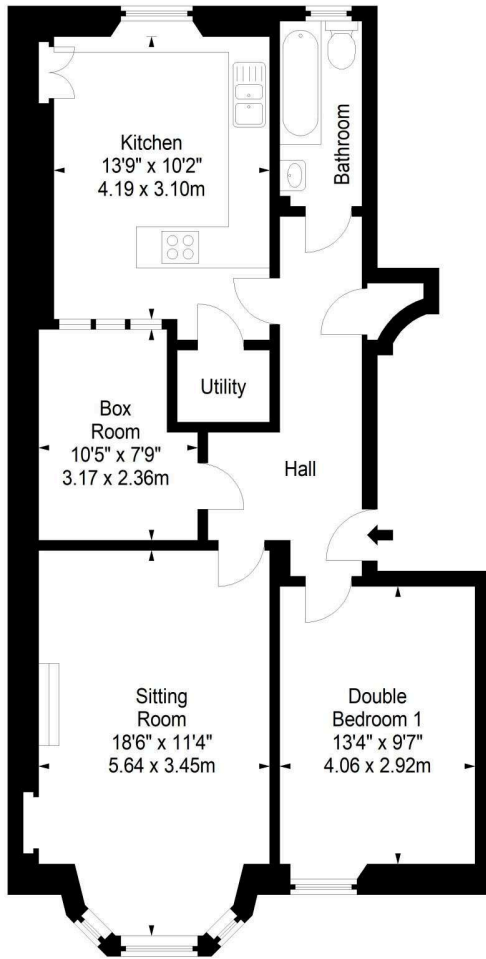 Kitchen
13'9" x 10'2"
4.19 x 3.10m
Bathroom
Utility
Box
Room
10'5" x 7'9"
3.17 x 2.36m
Hall
Sitting
Room
18'6" x 11'4"
5.64 x 3.45m
Double
Bedroom 1
13'4" x 9'7"
4.06 x 2.92m